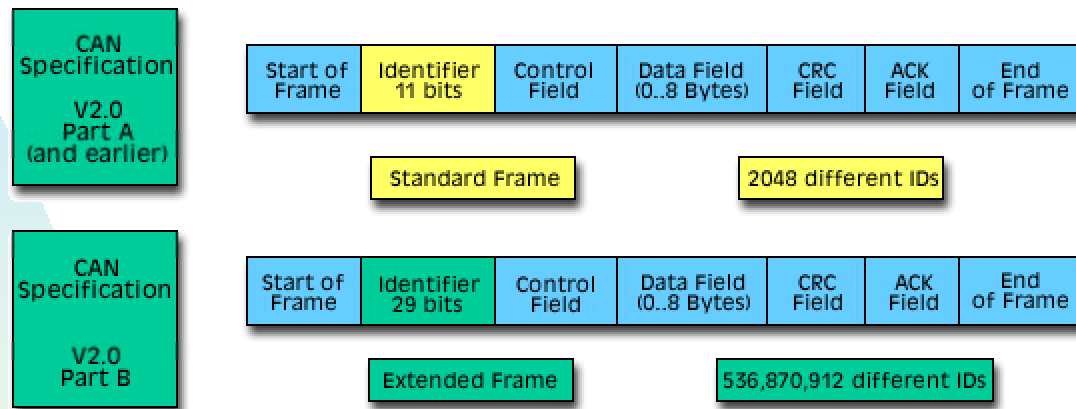 CAN
Specification
V2.0
Part A
(and earlier)
Start of
Frame
Identifier
11 bits
Control
Field
Data Field
(0..8 Bytes)
CRC
Field
ACK
Field
End
of Frame
Standard Frame
2048 different IDs
CAN
Specification
V2.0
Part B
Start of
Frame
Identifier
29 bits
Control
Field
Data Field
(0..8 Bytes)
CRC
Field
ACK
Field
End
of Frame
Extended Frame
536,870,912 different IDs